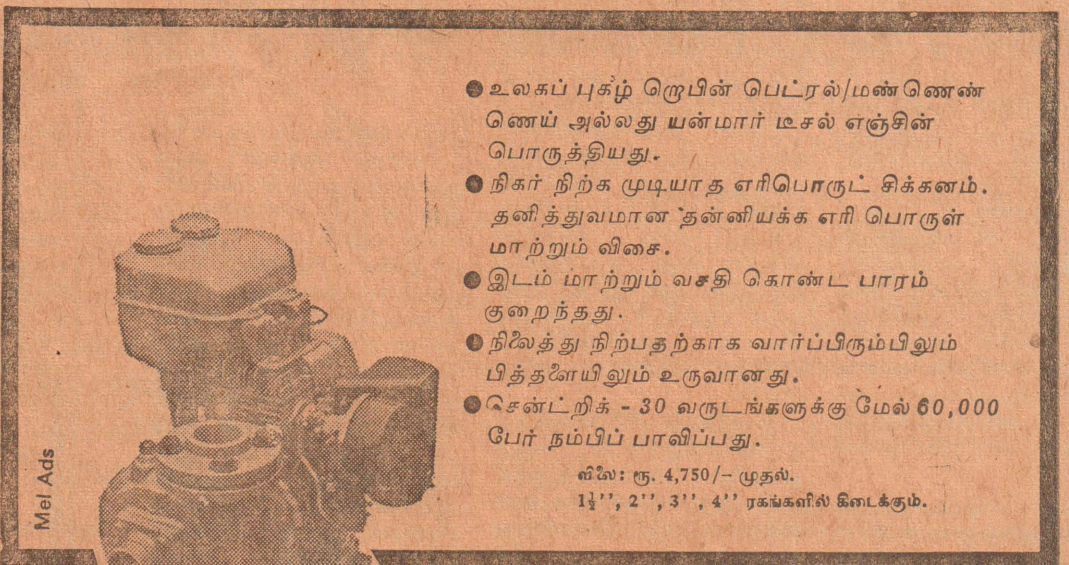 ● உலகப் புகழ் றெபின் பெட்ரல்/மண்ணெண்
ணெய் அல்லது யன்மார் டீசல் எஞ்சின்
பொருத்தியது.
● நிகர் நிற்க முடியாத எரிபொருட் சிக்கனம்.
தனித்துவமான தன்னியக்க எரி பொருள்
மாற்றும் விசை.
● இடம் மாற்றும் வசதி கொண்ட பாரம்
குறைந்தது.
● நிலைத்து நிற்பதற்காக வார்ப்பிரும்பிலும்
பித்தளையிலும் உருவானது.
● சென்ட்றிக் - 30 வருடங்களுக்கு மேல் 60,000
பேர் நம்பிப் பாவிப்பது.
விலை: ரூ. 4,750/- முதல்.
1½'', 2'', 3'', 4'' ரகங்களில் கிடைக்கும்.
Mel Ads